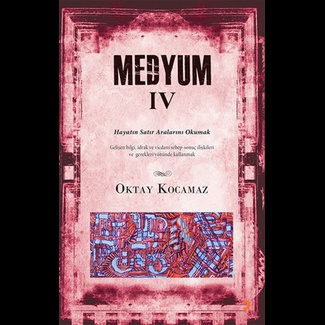 MEDYUM
IV
Hayatın Satır Aralarını Okumak
Gelişen bilgi, idrak ve vicdani sebep-sonuç ilişkileri
ve gerekleri yönünde kullanmak
OKTAY KOCAMAZ